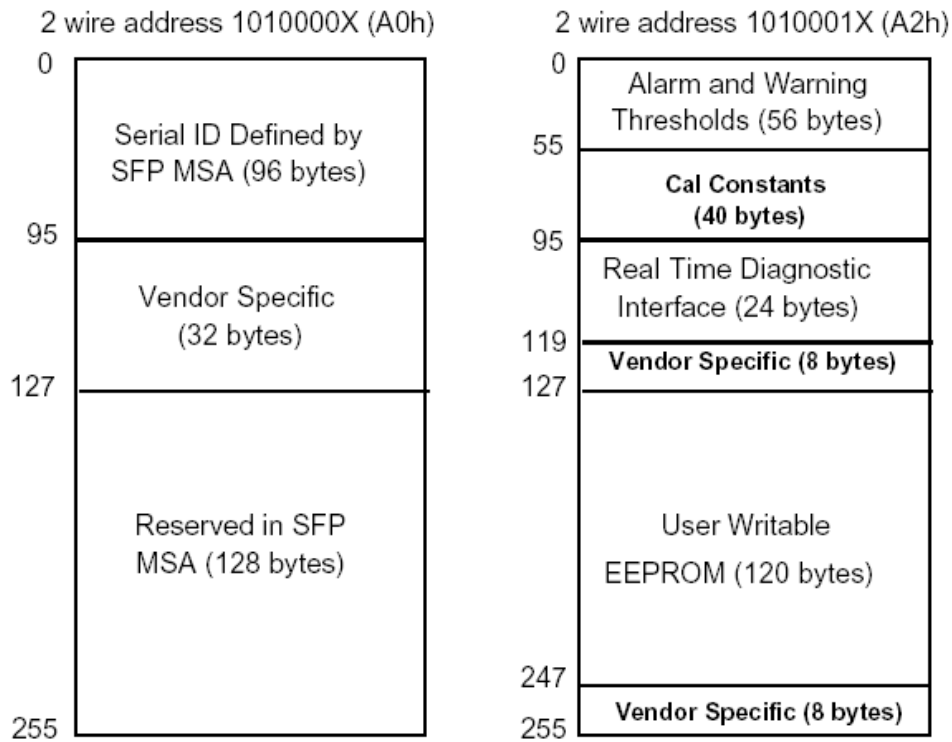 2 wire address 1010000X (A0h)
0
Serial ID Defined by
SFP MSA (96 bytes)
95
Vendor Specific
(32 bytes)
127
Reserved in SFP
MSA (128 bytes)
255
2 wire address 1010001X (A2h)
0
Alarm and Warning
Thresholds (56 bytes)
55
Cal Constants
(40 bytes)
95
Real Time Diagnostic
Interface (24 bytes)
119
Vendor Specific (8 bytes)
127
User Writable
EEPROM (120 bytes)
247
Vendor Specific (8 bytes)
255